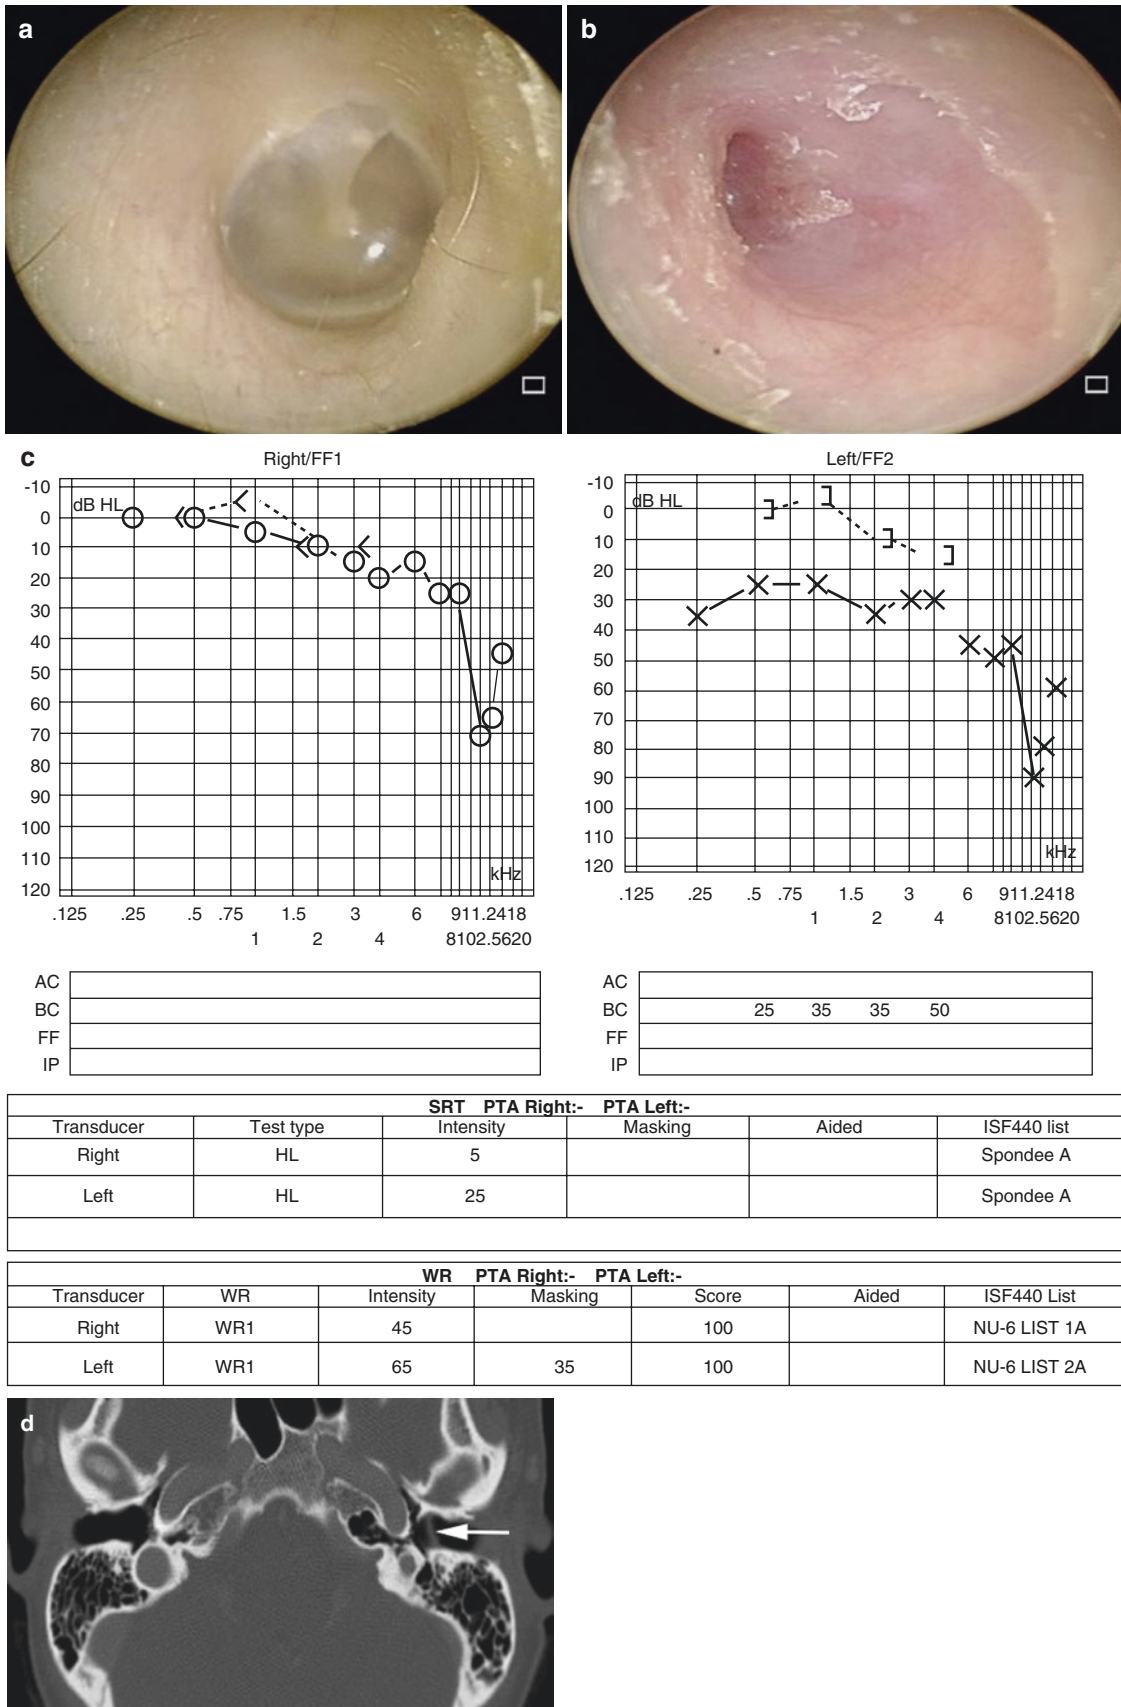 a
b
c
Right/FF1
-10
dB HL
0
10
20
30
40
50
60
70
80
90
100
110
120
kHz
.125 .25 .5 .75 1.5 3 6 911.2418
1 2 4 8102.5620
Left/FF2
-10
dB HL
0
10
20
30
40
50
60
70
80
90
100
110
120
kHz
.125 .25 .5 .75 1.5 3 6 911.2418
1 2 4 8102.5620
AC
BC
FF
IP
AC
BC 25 35 35 50
FF
IP
SRT PTA Right:- PTA Left:-
Transducer Test type Intensity Masking Aided ISF440 list
Right HL 5 Spondee A
Left HL 25 Spondee A
WR PTA Right:- PTA Left:-
Transducer WR Intensity Masking Score Aided ISF440 List
Right WR1 45 100 NU-6 LIST 1A
Left WR1 65 35 100 NU-6 LIST 2A
d